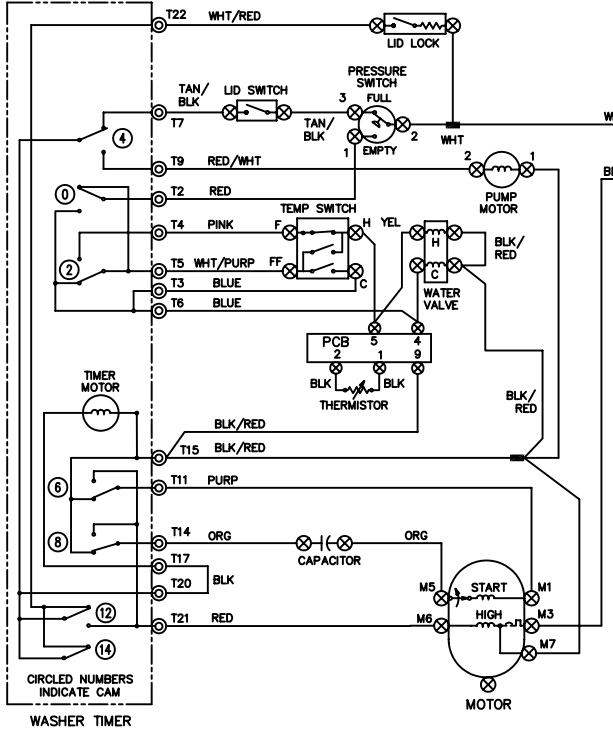 T22 WHT/RED
LID LOCK
PRESSURE
SWITCH
TAN/
BLK
LID SWITCH
3 FULL
T7
TAN/
BLK
2
4
WHT
1 EMPTY
T9 RED/WHT
2 1
PUMP
MOTOR
0
T2 RED
TEMP SWITCH
T4 PINK F H YEL
H
BLK/
RED
2
T5 WHT/PURP FF
T3 BLUE C
C
T6 BLUE
WATER
VALVE
PCB 5 4
2 1 9
BLK BLK
THERMISTOR
TIMER
MOTOR
BLK/
RED
BLK/RED
T15 BLK/RED
6
T11 PURP
8
T14 ORG ORG
CAPACITOR
T17
BLK
T20
M5 START M1
12
T21 RED M6 HIGH M3
M7
14
CIRCLED NUMBERS
INDICATE CAM
MOTOR
WASHER TIMER